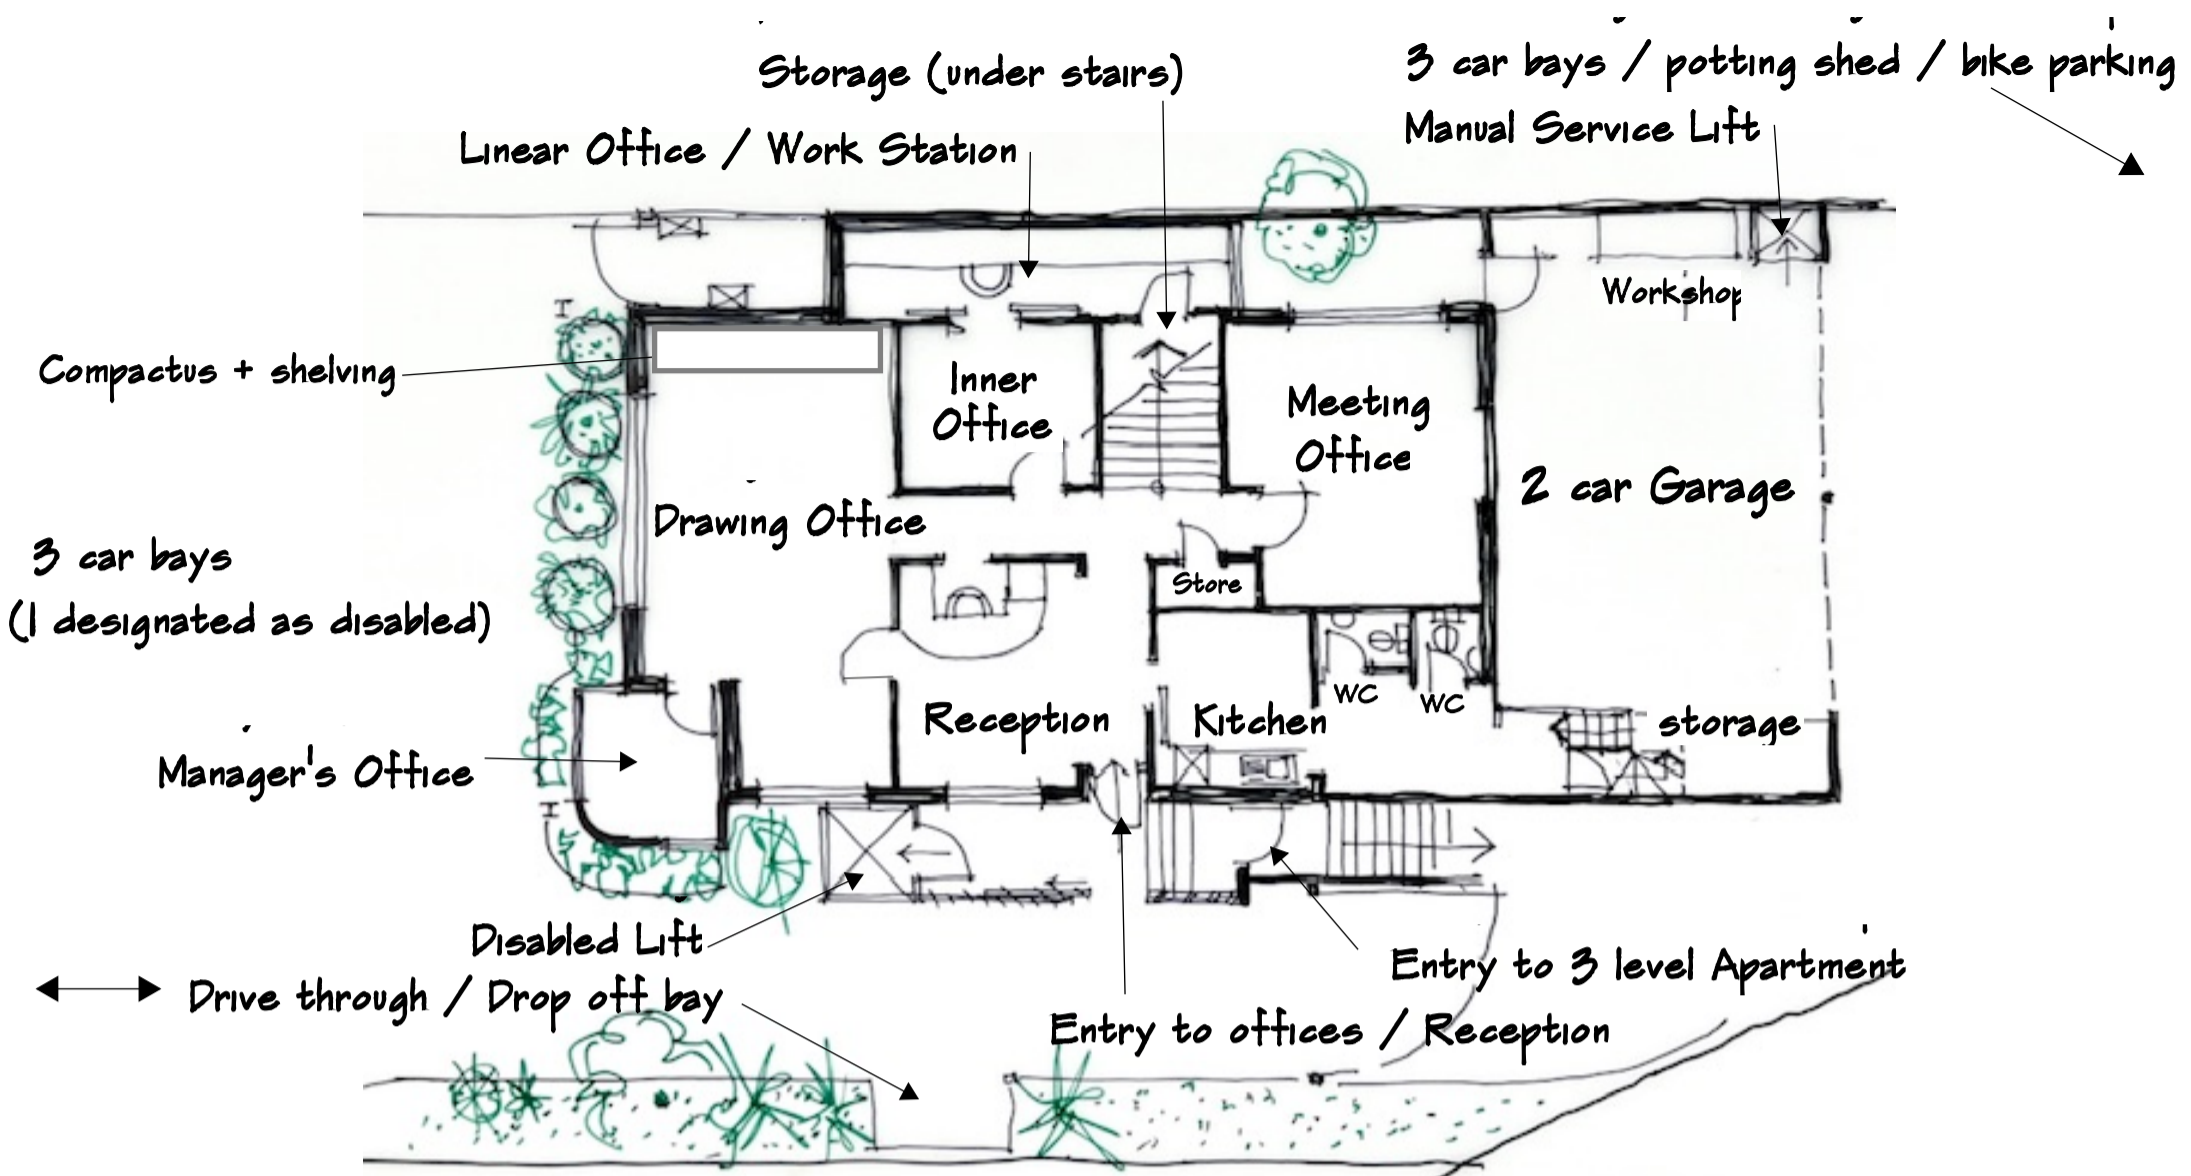 Storage (under stairs)
3 car bays / potting shed / bike parking
Manual Service Lift
Linear Office / Work Station
Workshop
Compactus + shelving
Inner
Office
Meeting
Office
2 car Garage
Drawing Office
3 car bays
(1 designated as disabled)
Store
WC
WC
Reception
Kitchen
storage
Manager's Office
Disabled Lift
Drive through / Drop off bay
Entry to 3 level Apartment
Entry to offices / Reception